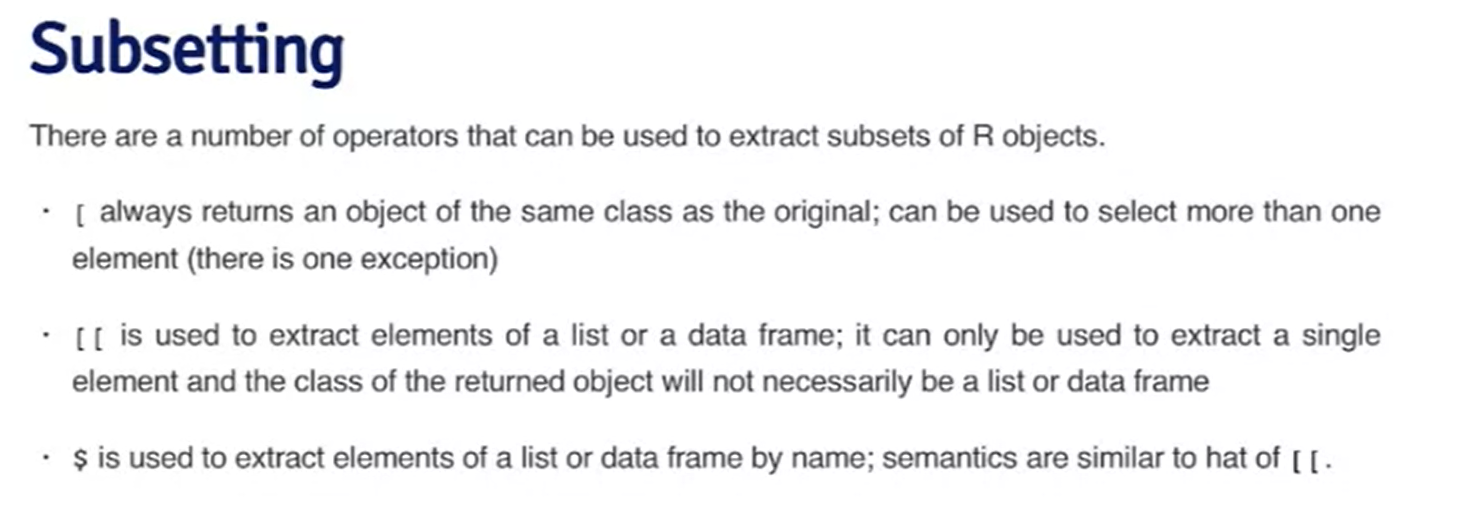 Subsetting
There are a number of operators that can be used to extract subsets of R objects.
· [ always returns an object of the same class as the original; can be used to select more than one
element (there is one exception)
· [[ is used to extract elements of a list or a data frame; it can only be used to extract a single
element and the class of the returned object will not necessarily be a list or data frame
· $ is used to extract elements of a list or data frame by name; semantics are similar to hat of [[.